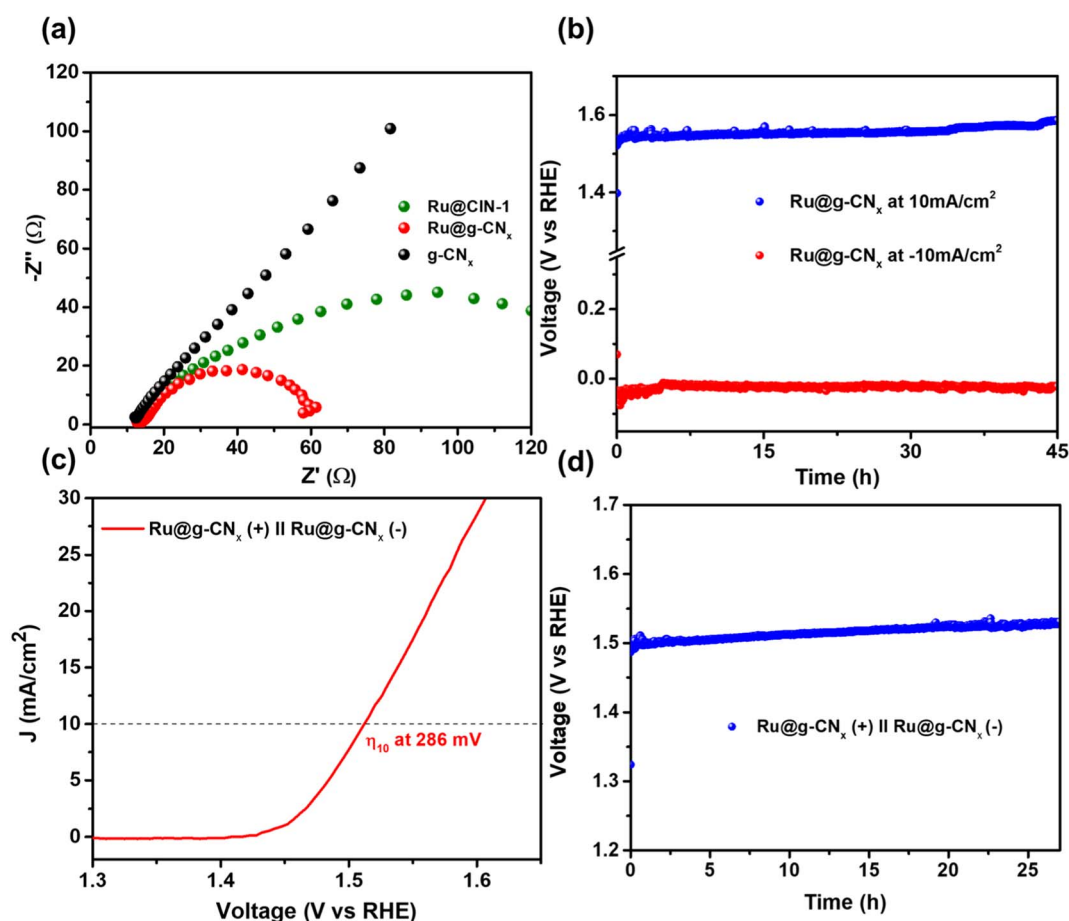 (a)
120
100
80
60
40
20
0
-Z'' (Ω)
Ru@CIN-1
Ru@g-CNx
g-CNx
0 20 40 60 80 100 120
Z' (Ω)
(b)
1.6
1.4
0.2
0.0
Voltage (V vs RHE)
Ru@g-CNx at 10mA/cm2
Ru@g-CNx at -10mA/cm2
0 15 30 45
Time (h)
(c)
30
25
20
15
10
5
0
J (mA/cm2)
Ru@g-CNx (+) II Ru@g-CNx (-)
η10 at 286 mV
1.3 1.4 1.5 1.6
Voltage (V vs RHE)
(d)
1.7
1.6
1.5
1.4
1.3
1.2
Voltage (V vs RHE)
Ru@g-CNx (+) II Ru@g-CNx (-)
0 5 10 15 20 25
Time (h)